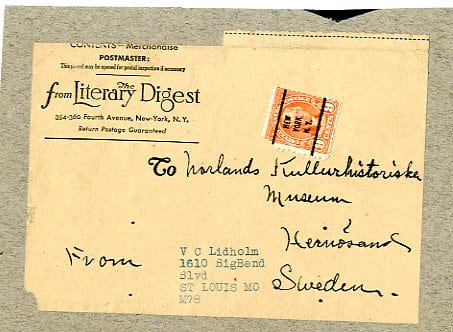 CONTENTS—Merchandise
POSTMASTER:
This parcel may be opened for postal inspection if necessary
from The Literary Digest
354-360 Fourth Avenue, New-York, N. Y.
Return Postage Guaranteed
NEW
YORK
N.Y.
To Norlands Kulturhistoriska
Museum
Hernösand
Sweden.
From
V C Lidholm
1610 BigBend
Blvd
ST LOUIS MO
M78